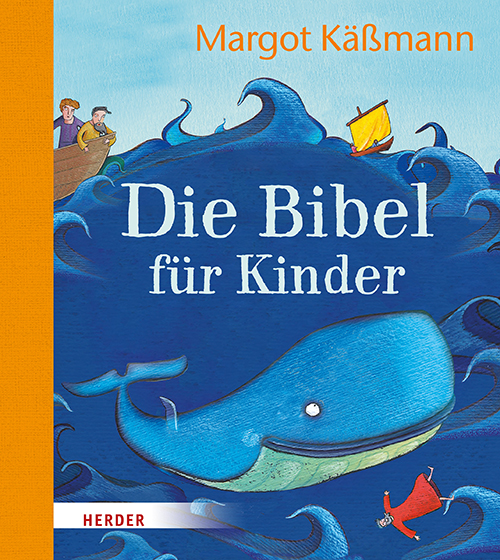 Margot Käßmann
Die Bibel
für Kinder
HERDER